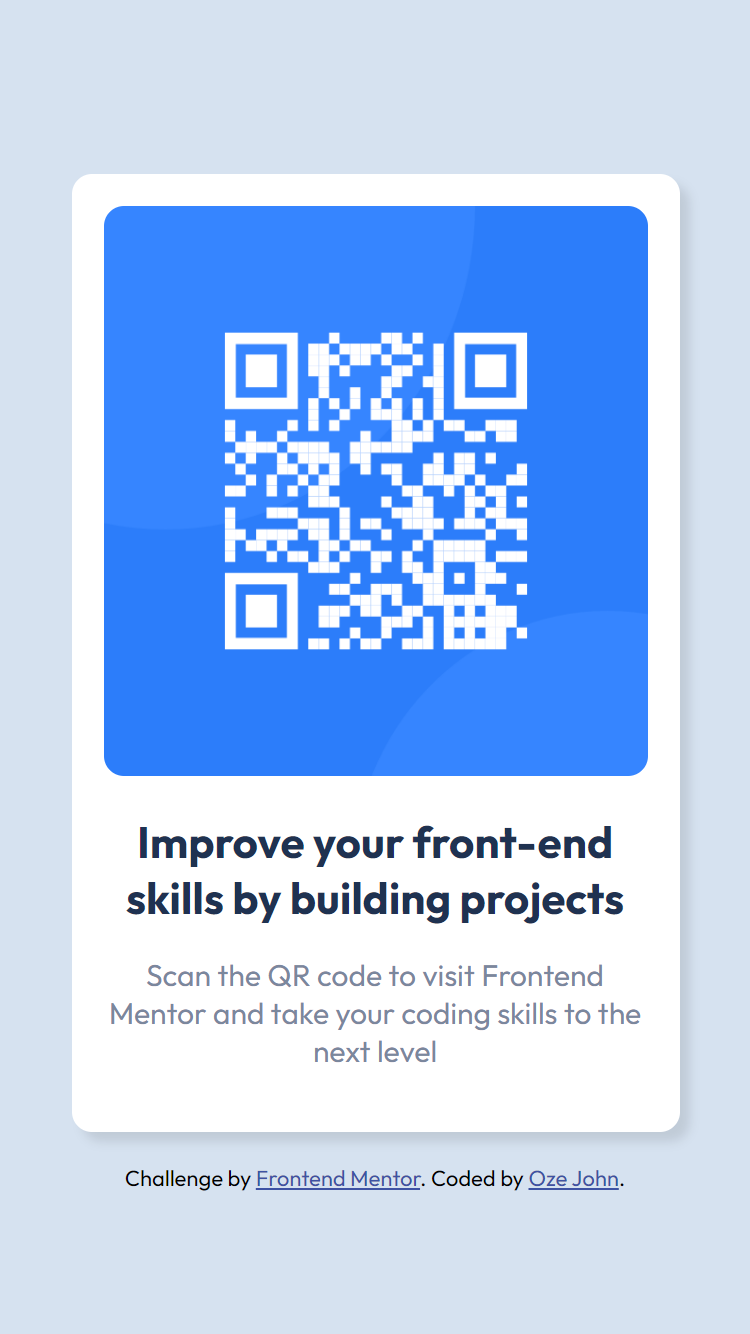 Improve your front-end
skills by building projects
Scan the QR code to visit Frontend
Mentor and take your coding skills to the
next level
Challenge by Frontend Mentor. Coded by Oze John.